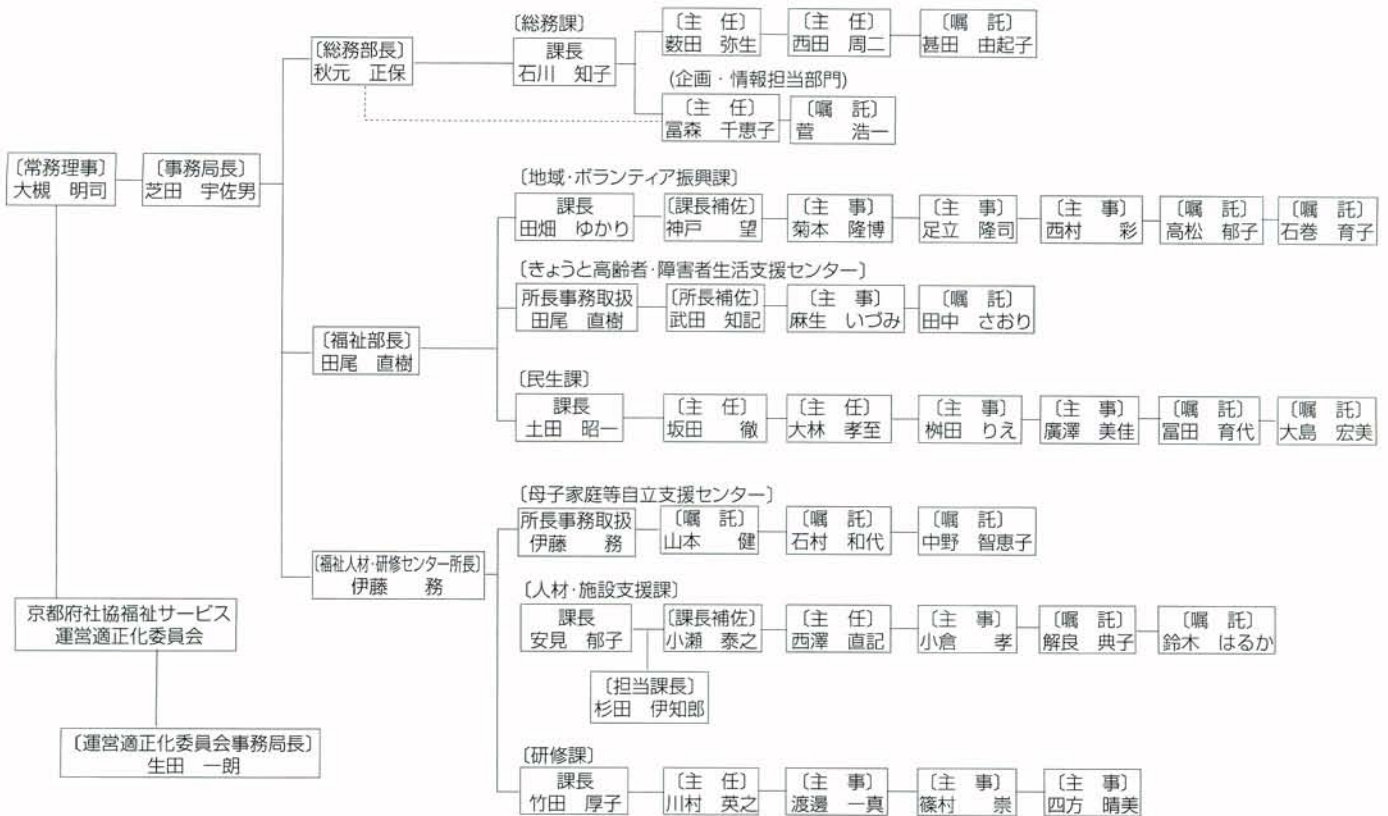 〔常務理事〕
大槻 明司
〔事務局長〕
芝田 宇佐男
〔総務部長〕
秋元 正保
〔総務課〕
課長
石川 知子
〔主 任〕
薮田 弥生
〔主 任〕
西田 周二
〔嘱 託〕
甚田 由起子
(企画・情報担当部門)
〔主 任〕
富森 千恵子
〔嘱 託〕
菅 浩一
〔福祉部長〕
田尾 直樹
〔地域・ボランティア振興課〕
課長
田畑 ゆかり
〔課長補佐〕
神戸 望
〔主 事〕
菊本 隆博
〔主 事〕
足立 隆司
〔主 事〕
西村 彩
〔嘱 託〕
高松 郁子
〔嘱 託〕
石巻 育子
〔きょうと高齢者・障害者生活支援センター〕
所長事務取扱
田尾 直樹
〔所長補佐〕
武田 知記
〔主 事〕
麻生 いづみ
〔嘱 託〕
田中 さおり
〔民生課〕
課長
土田 昭一
〔主 任〕
坂田 徹
〔主 任〕
大林 孝至
〔主 事〕
桝田 りえ
〔主 事〕
廣澤 美佳
〔嘱 託〕
冨田 育代
〔嘱 託〕
大島 宏美
〔福祉人材・研修センター所長〕
伊藤 務
〔母子家庭等自立支援センター〕
所長事務取扱
伊藤 務
〔嘱 託〕
山本 健
〔嘱 託〕
石村 和代
〔嘱 託〕
中野 智恵子
〔人材・施設支援課〕
課長
安見 郁子
〔課長補佐〕
小瀬 泰之
〔主 任〕
西澤 直記
〔主 事〕
小倉 孝
〔嘱 託〕
解良 典子
〔嘱 託〕
鈴木 はるか
〔担当課長〕
杉田 伊知郎
〔研修課〕
課長
竹田 厚子
〔主 任〕
川村 英之
〔主 事〕
渡邊 一真
〔主 事〕
篠村 崇
〔主 事〕
四方 晴美
京都府社協福祉サービス
運営適正化委員会
〔運営適正化委員会事務局長〕
生田 一朗